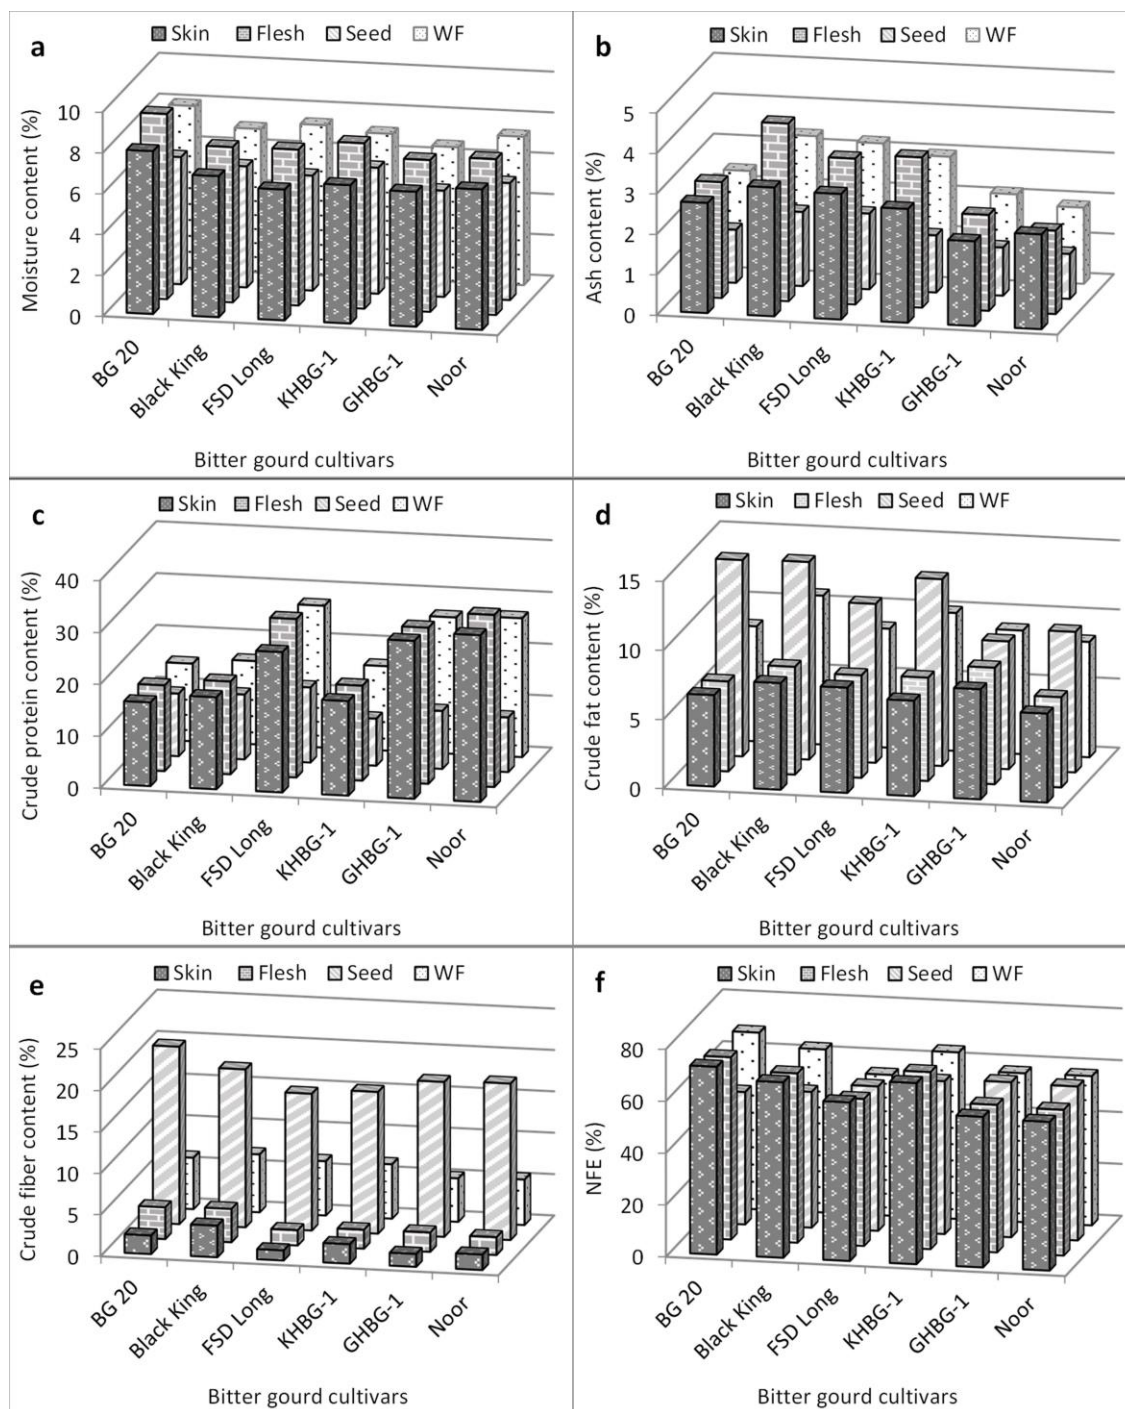 a
Skin Flesh Seed WF
Moisture content (%)
10
8
6
4
2
0
BG 20 Black King FSD Long KHBG-1 GHBG-1 Noor
Bitter gourd cultivars
b
Skin Flesh Seed WF
Ash content (%)
5
4
3
2
1
0
BG 20 Black King FSD Long KHBG-1 GHBG-1 Noor
Bitter gourd cultivars
c
Skin Flesh Seed WF
Crude protein content (%)
40
30
20
10
0
BG 20 Black King FSD Long KHBG-1 GHBG-1 Noor
Bitter gourd cultivars
d
Skin Flesh Seed WF
Crude fat content (%)
15
10
5
0
BG 20 Black King FSD Long KHBG-1 GHBG-1 Noor
Bitter gourd cultivars
e
Skin Flesh Seed WF
Crude fiber content (%)
25
20
15
10
5
0
BG 20 Black King FSD Long KHBG-1 GHBG-1 Noor
Bitter gourd cultivars
f
Skin Flesh Seed WF
NFE (%)
80
60
40
20
0
BG 20 Black King FSD Long KHBG-1 GHBG-1 Noor
Bitter gourd cultivars